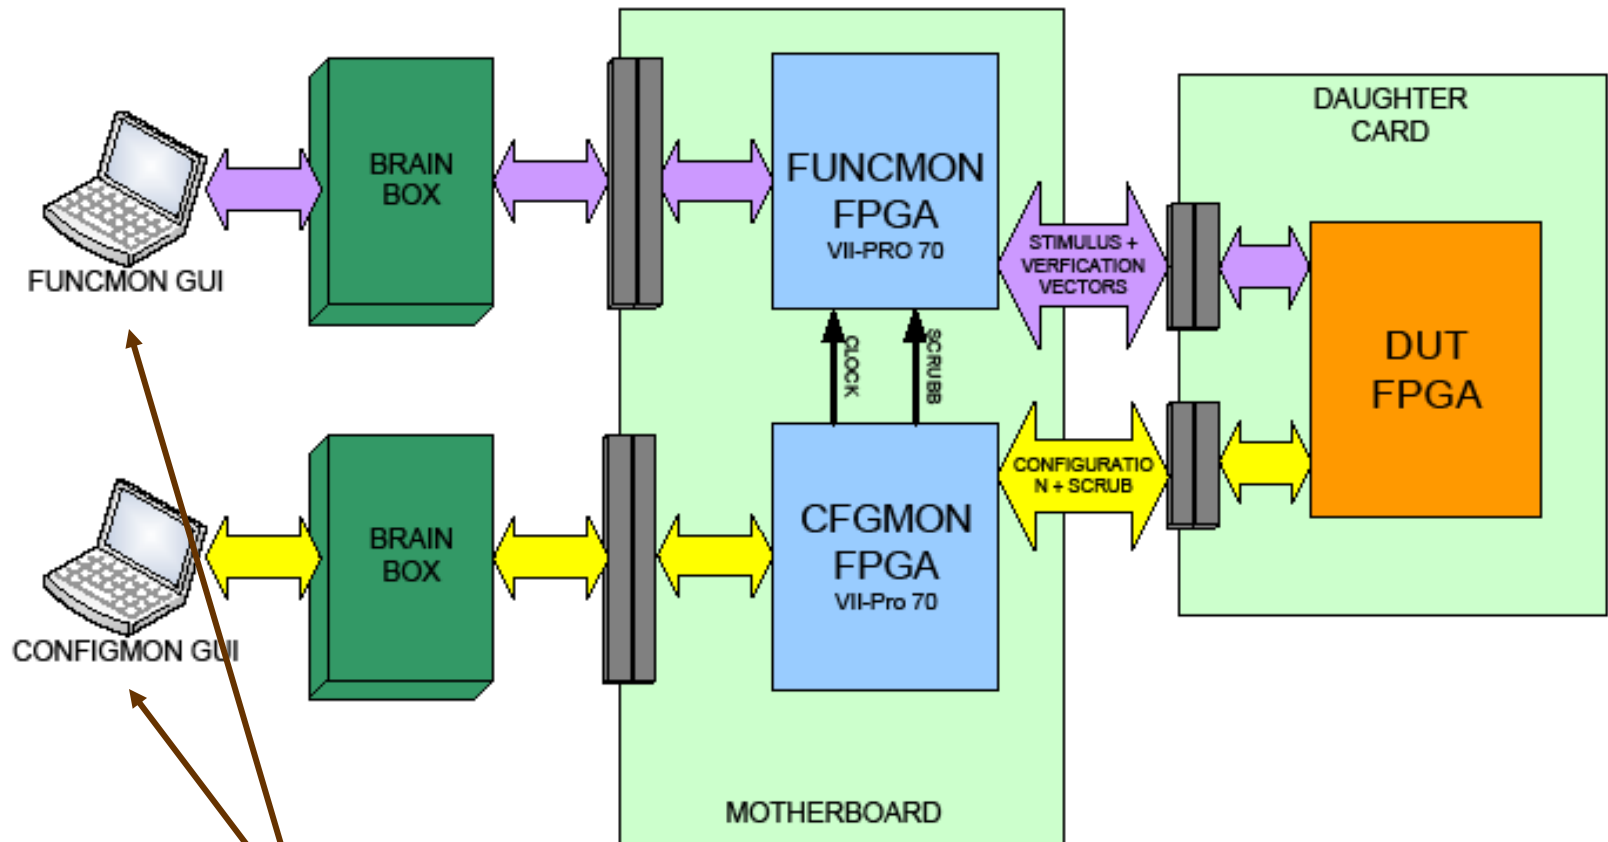 DAUGHTER
CARD
BRAIN
BOX
FUNCMON
FPGA
VII-PRO 70
STIMULUS +
VERFICATION
VECTORS
FUNCMON GUI
DUT
FPGA
CLOCK
SCRUBB
CONFIGURATIO
N + SCRUB
BRAIN
BOX
CFGMON
FPGA
VII-Pro 70
CONFIGMON GUI
MOTHERBOARD